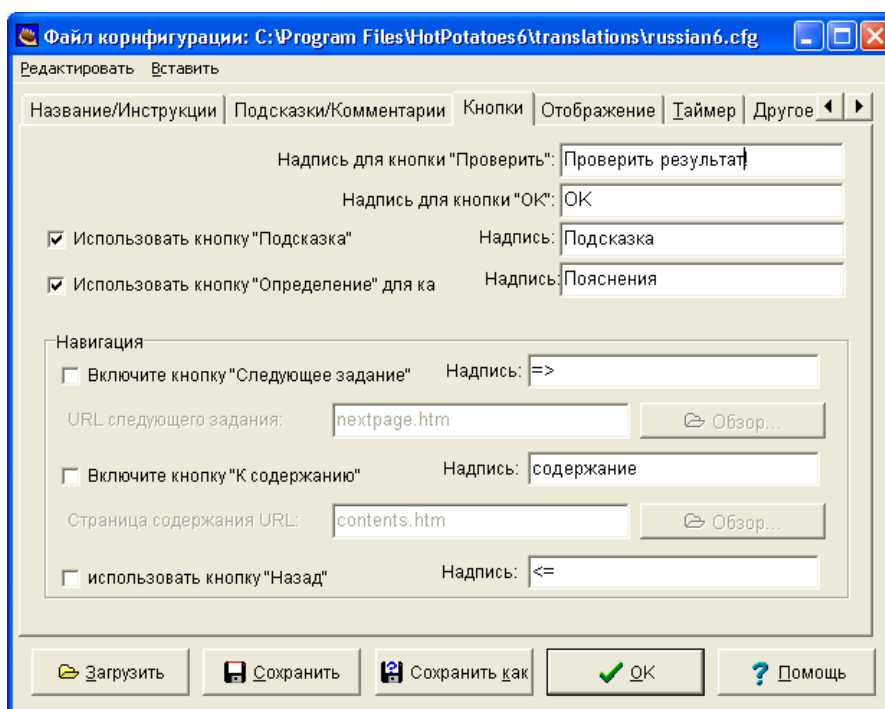 Файл корнфигурации: C:\Program Files\HotPotatoes6\translations\russian6.cfg
Редактировать Вставить
Название/Инструкции Подсказки/Комментарии Кнопки Отображение Таймер Другое
Надпись для кнопки "Проверить": Проверить результат
Надпись для кнопки "ОК": ОК
Использовать кнопку "Подсказка" Надпись: Подсказка
Использовать кнопку "Определение" для ка Надпись: Пояснения
Навигация
Включите кнопку "Следующее задание" Надпись: =>
URL следующего задания: nextpage.htm Обзор...
Включите кнопку "К содержанию" Надпись: содержание
Страница содержания URL: contents.htm Обзор...
использовать кнопку "Назад" Надпись: <=
Загрузить Сохранить Сохранить как ОК Помощь